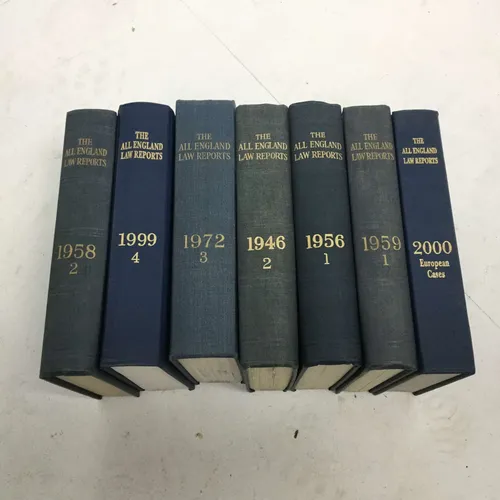 THE
ALL ENGLAND
LAW REPORTS
1958
2
THE
ALL ENGLAND
LAW REPORTS
1999
4
THE
ALL ENGLAND
LAW REPORTS
1972
3
THE
ALL ENGLAND
LAW REPORTS
1946
2
THE
ALL ENGLAND
LAW REPORTS
1956
1
THE
ALL ENGLAND
LAW REPORTS
1959
1
THE
ALL ENGLAND
LAW REPORTS
2000
European
Cases